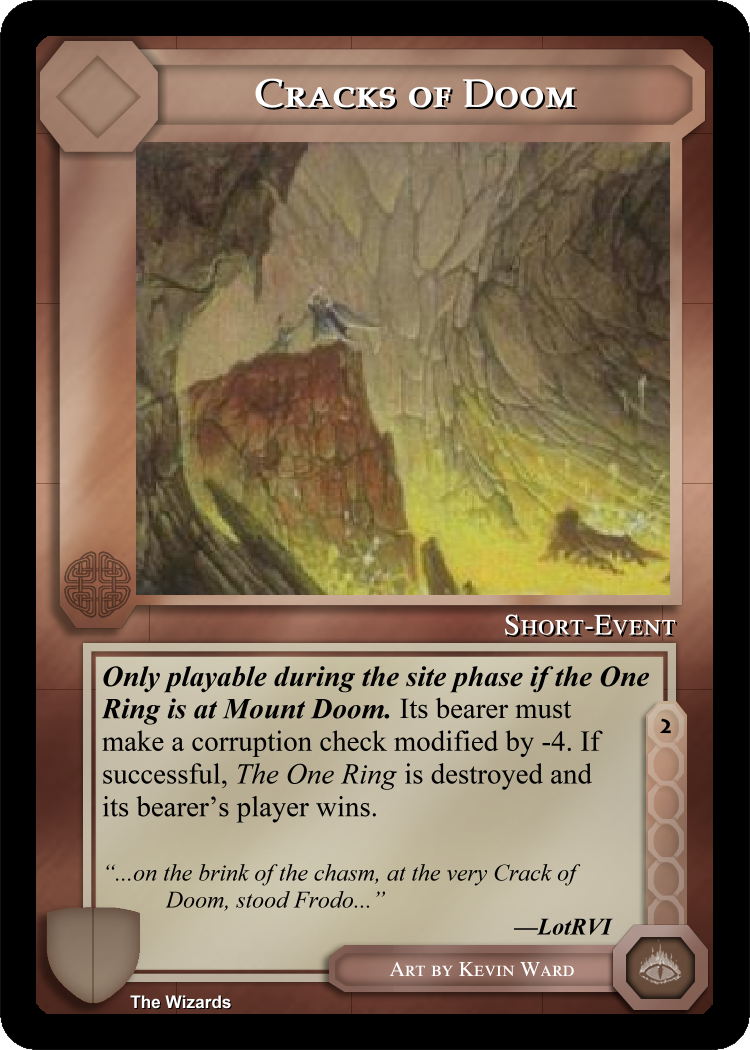 Cracks of Doom
Short-Event
Only playable during the site phase if the One
Ring is at Mount Doom. Its bearer must
make a corruption check modified by -4. If
successful, The One Ring is destroyed and
its bearer’s player wins.
2
“...on the brink of the chasm, at the very Crack of
Doom, stood Frodo...”
—LotRVI
Art by Kevin Ward
The Wizards